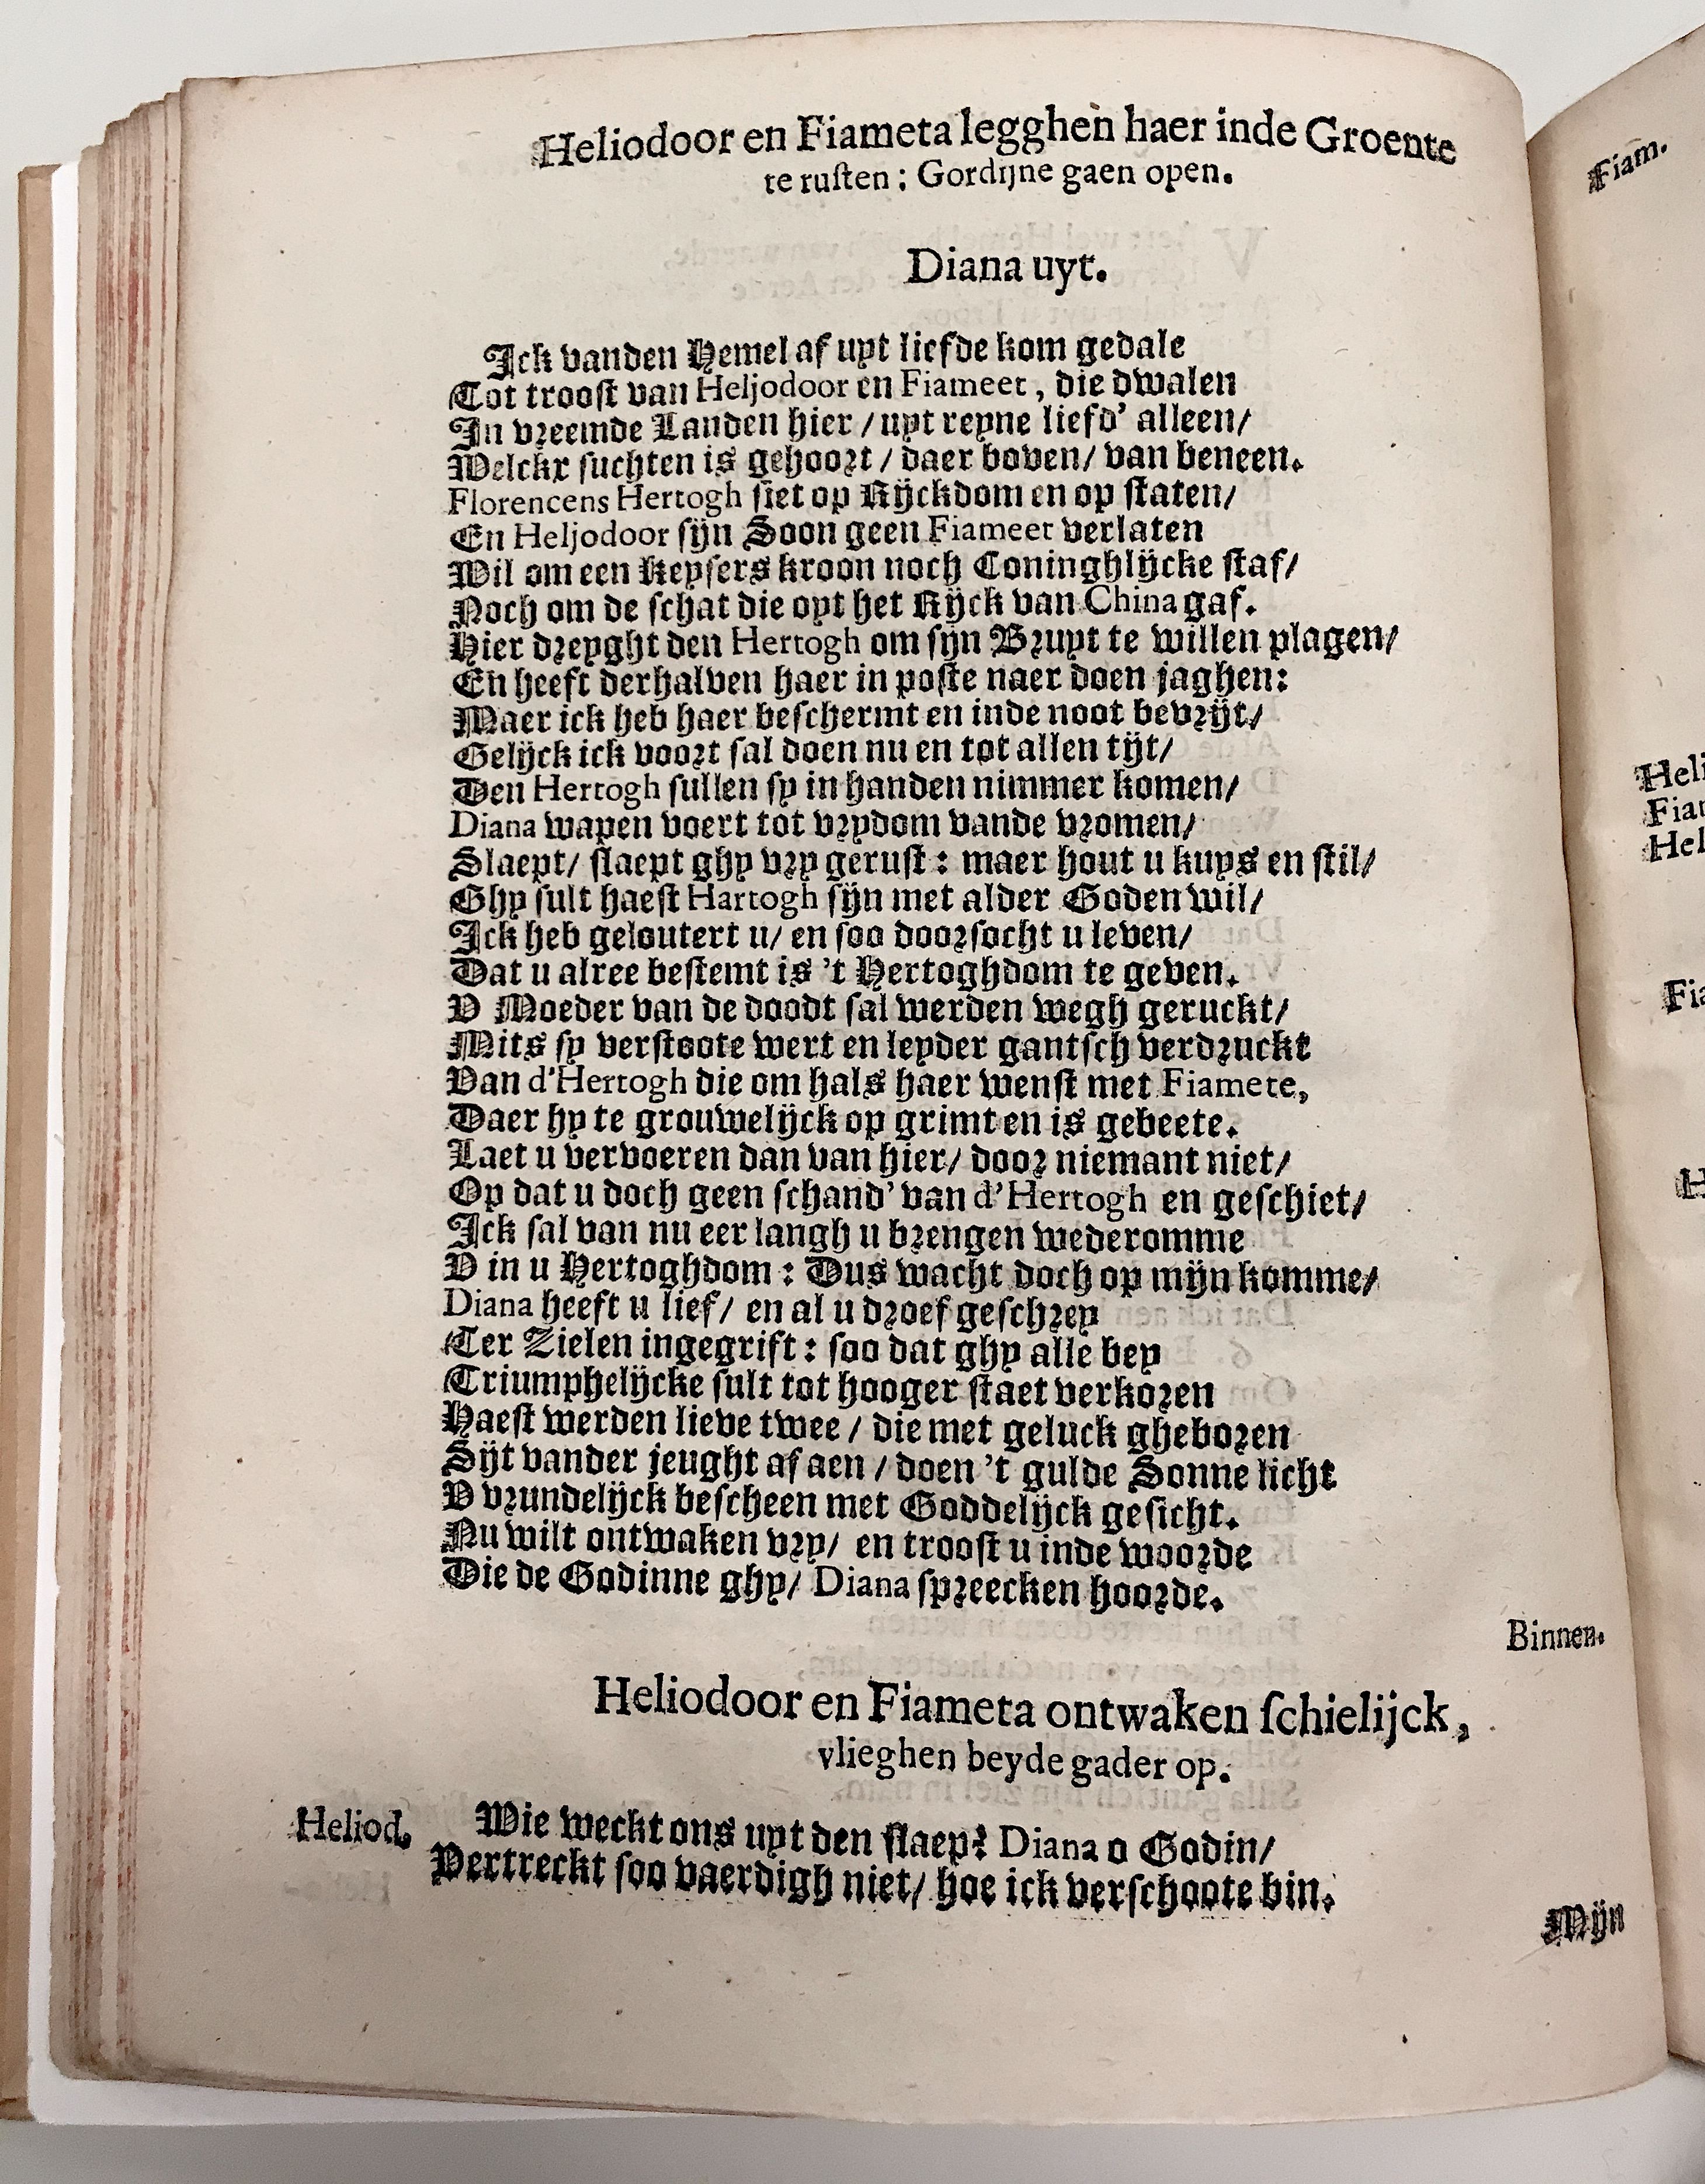 Heliodoor en Fiameta legghen haer inde Groente
te rusten; Gordijne gaen open.
Diana uyt.
Ick vanden Hemel af uyt liefde kom gedale
Tot troost van Heljodoor en Fiameet, die dwalen
In vreemde Landen hier / uyt reyne liefd' alleen/
Welckr suchten is gehoort / daer boven/ van beneen.
Florencens Hertogh siet op Rijckdom en op staten/
En Heljodoor sijn Soon geen Fiameet verlaten
Wil om een Keysers kroon noch Coninghlijcke staf/
Noch om de schat die oyt het Rijck van China gaf.
Hier dreyght den Hertogh om sijn Bruyt te willen plagen/
En heeft derhalven haer in poste naer doen jaghen:
Maer ick heb haer beschermt en inde noot bevrijt/
Gelijck ick voort sal doen nu en tot allen tijt/
Den Hertogh sullen sy in handen nimmer komen/
Diana wapen voert tot vrydom vande vromen/
Slaept/ slaept ghy vry gerust: maer hout u kuys en stil/
Ghy sult haest Hartogh sijn met alder Goden wil/
Ick heb geloutert u/ en soo doorsocht u leven/
Dat u alree bestemt is 't Hertoghdom te geven.
V Moeder van de doodt sal werden wegh geruckt/
Mits sy verstoote wert en leyder gantsch verdruckt
Van d'Hertogh die om hals haer wenst met Fiamete,
Daer hy te grouwelijck op grimt en is gebeete.
Laet u vervoeren dan van hier/ door niemant niet/
Op dat u doch geen schand' van d'Hertogh en geschiet/
Ick sal van nu eer langh u brengen wederomme
V in u Hertoghdom: Dus wacht doch op mijn komme/
Diana heeft u lief/ en al u droef geschrey
Ter Zielen ingegrift: soo dat ghy alle bey
Triumphelijcke sult tot hooger staet verkoren
Haest werden lieve twee / die met geluck gheboren
Sijt vander jeught af aen / doen 't gulde Sonne licht
V vrundelijck bescheen met Goddelijck gesicht.
Nu wilt ontwaken vry/ en troost u inde woorde
Die de Godinne ghy/ Diana spreecken hoorde.
Binnen.
Heliodoor en Fiameta ontwaken schielijck,
vlieghen beyde gader op.
Heliod. Wie weckt ons uyt den slaep? Diana o Godin/
Vertreckt soo vaerdigh niet/ hoe ick verschoote bin.
Mijn
Fiam.